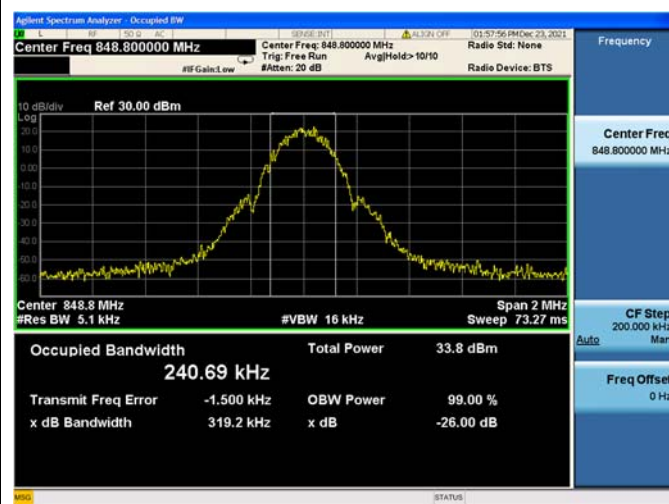 Agilent Spectrum Analyzer - Occupied BW
L RF 50 Ω AC SENSE:INT ALIGN OFF 01:57:56 PM Dec 23, 2021
Center Freq 848.800000 MHz
Center Freq: 848.800000 MHz
Radio Std: None
Trig: Free Run Avg|Hold:> 10/10
#IFGain:Low #Atten: 20 dB Radio Device: BTS
10 dB/div Ref 30.00 dBm
Log
20.0
10.0
0.00
-10.0
-20.0
-30.0
-40.0
-50.0
-60.0
Center 848.8 MHz Span 2 MHz
#Res BW 5.1 kHz #VBW 16 kHz Sweep 73.27 ms
Occupied Bandwidth Total Power 33.8 dBm
240.69 kHz
Transmit Freq Error -1.500 kHz OBW Power 99.00 %
x dB Bandwidth 319.2 kHz x dB -26.00 dB
MSG STATUS
Frequency
Center Freq
848.800000 MHz
CF Step
200.000 kHz
Auto Man
Freq Offset
0 Hz